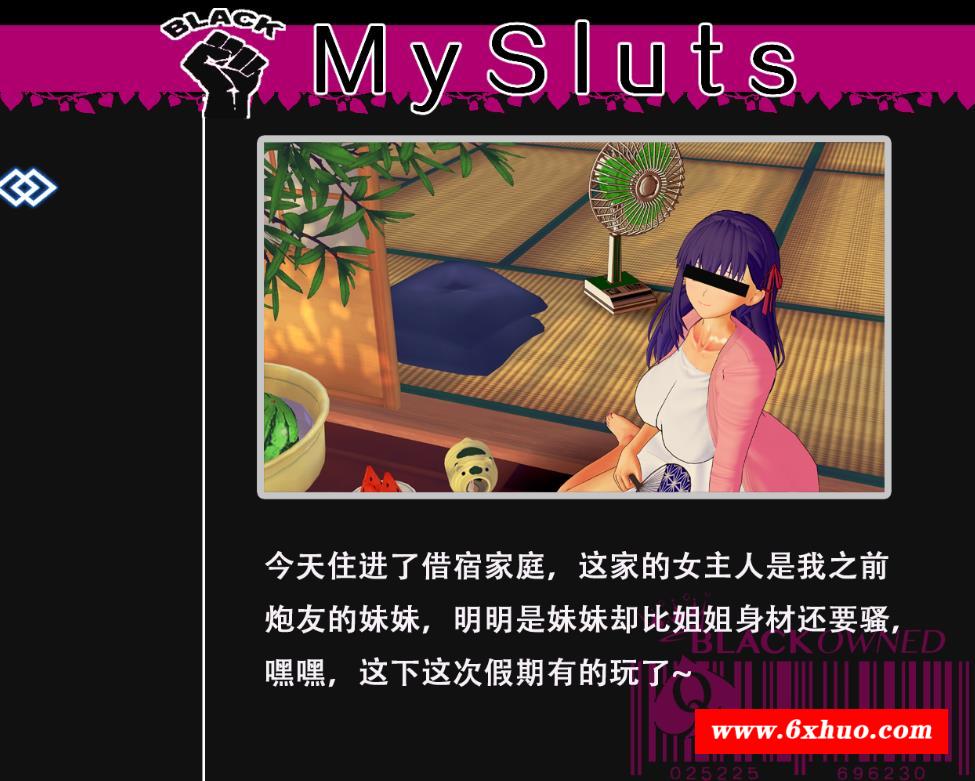 BLACK
MySluts
今天住进了借宿家庭，这家的女主人是我之前
炮友的妹妹，明明是妹妹却比姐姐身材还要骚，
嘿嘿，这下这次假期有的玩了~
BLACK OWNED
Q
www.6xhuo.com
025225 696230